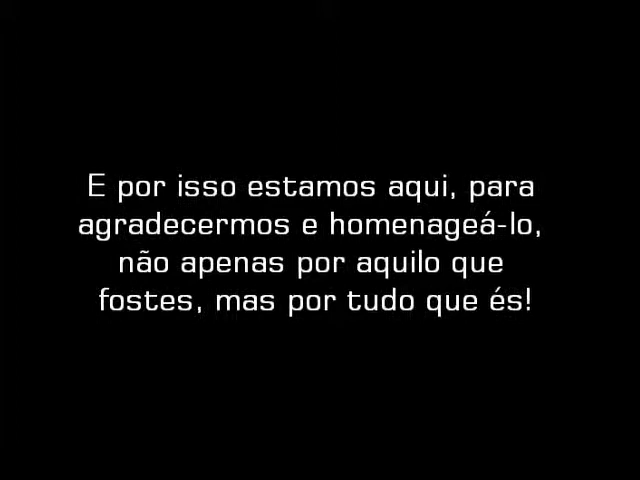 E por isso estamos aqui, para
agradecermos e homenageá-lo,
não apenas por aquilo que
fostes, mas por tudo que és!